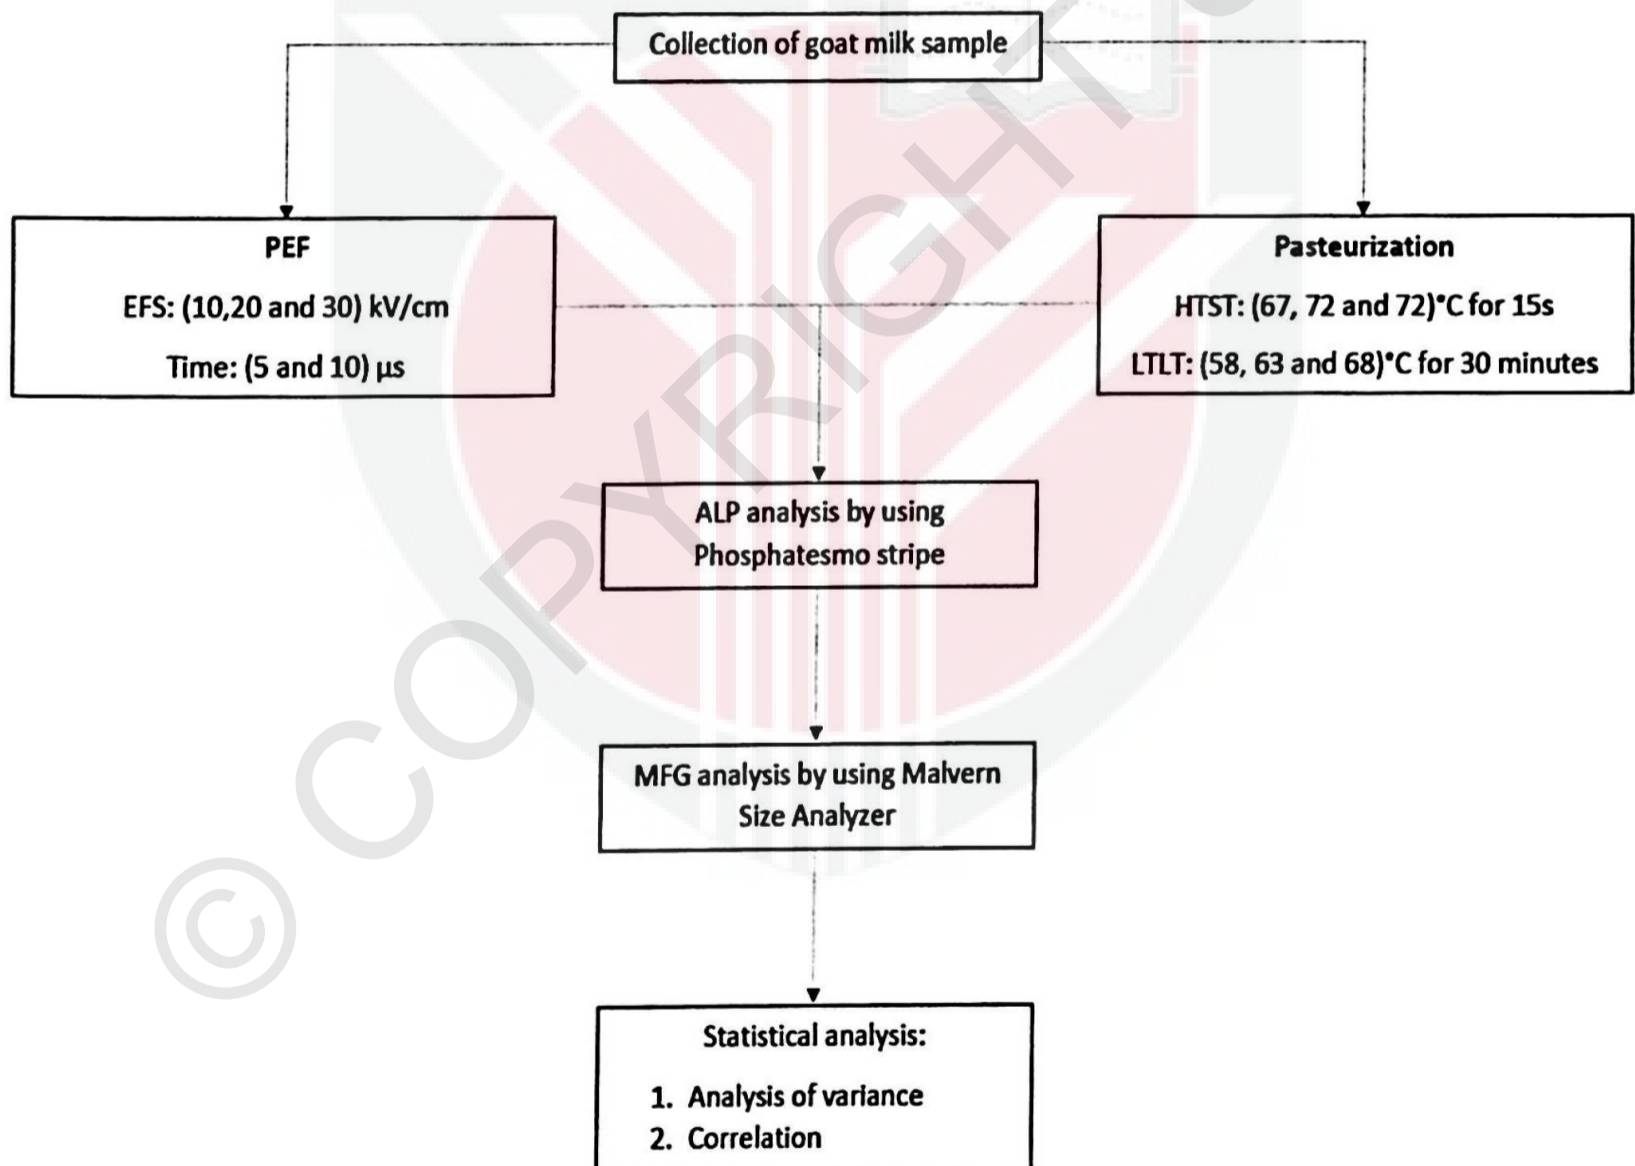 Collection of goat milk sample
PEF
EFS: (10,20 and 30) kV/cm
Time: (5 and 10) μs
Pasteurization
HTST: (67, 72 and 72)°C for 15s
LTLT: (58, 63 and 68)°C for 30 minutes
ALP analysis by using
Phosphatesmo stripe
MFG analysis by using Malvern
Size Analyzer
Statistical analysis:
1. Analysis of variance
2. Correlation
© COPYRIGHT